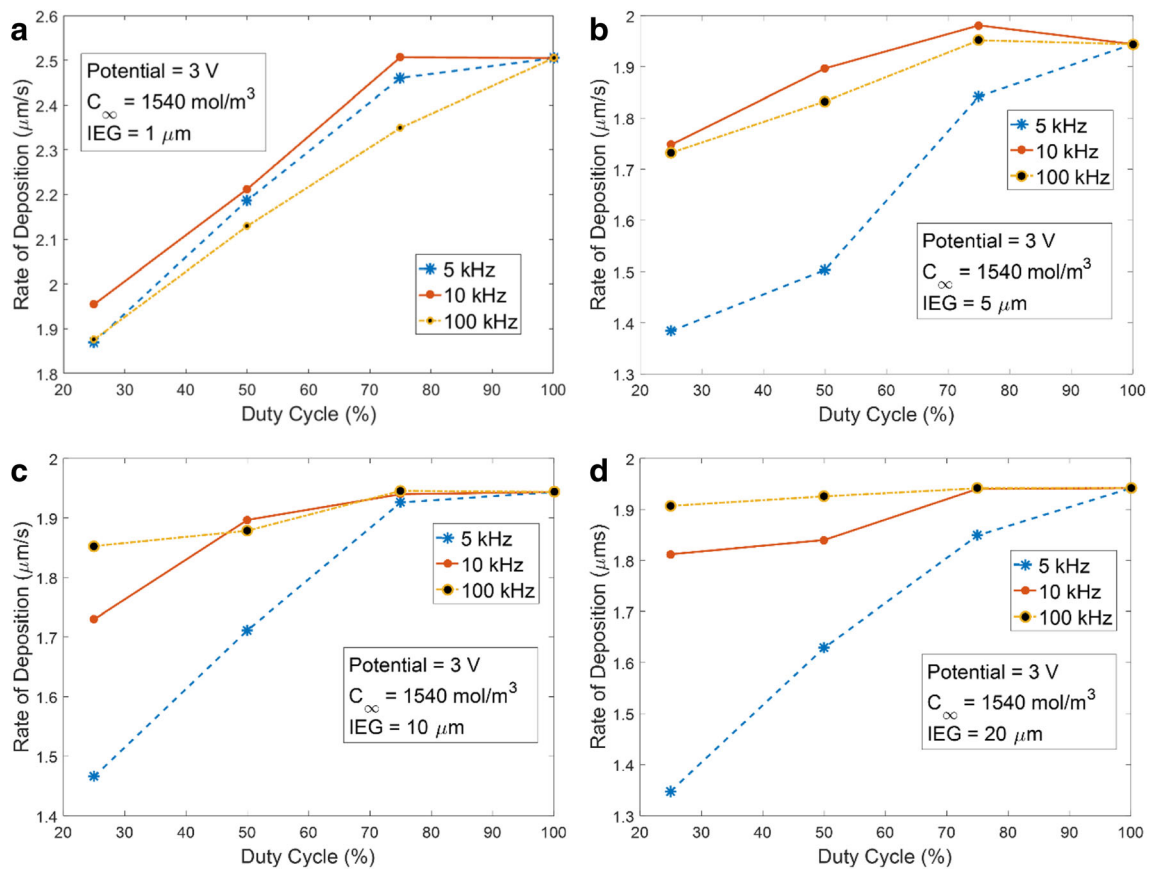 a
2.6
2.5
2.4
2.3
2.2
2.1
2
1.9
1.8
Rate of Deposition (μm/s)
Potential = 3 V
C∞ = 1540 mol/m³
IEG = 1 μm
5 kHz
10 kHz
100 kHz
20 30 40 50 60 70 80 90 100
Duty Cycle (%)
b
2
1.9
1.8
1.7
1.6
1.5
1.4
1.3
Rate of Deposition (μm/s)
5 kHz
10 kHz
100 kHz
Potential = 3 V
C∞ = 1540 mol/m³
IEG = 5 μm
20 30 40 50 60 70 80 90 100
Duty Cycle (%)
c
2
1.9
1.8
1.7
1.6
1.5
1.4
Rate of Deposition (μm/s)
5 kHz
10 kHz
100 kHz
Potential = 3 V
C∞ = 1540 mol/m³
IEG = 10 μm
20 30 40 50 60 70 80 90 100
Duty Cycle (%)
d
2
1.9
1.8
1.7
1.6
1.5
1.4
1.3
Rate of Deposition (μms)
5 kHz
10 kHz
100 kHz
Potential = 3 V
C∞ = 1540 mol/m³
IEG = 20 μm
20 30 40 50 60 70 80 90 100
Duty Cycle (%)